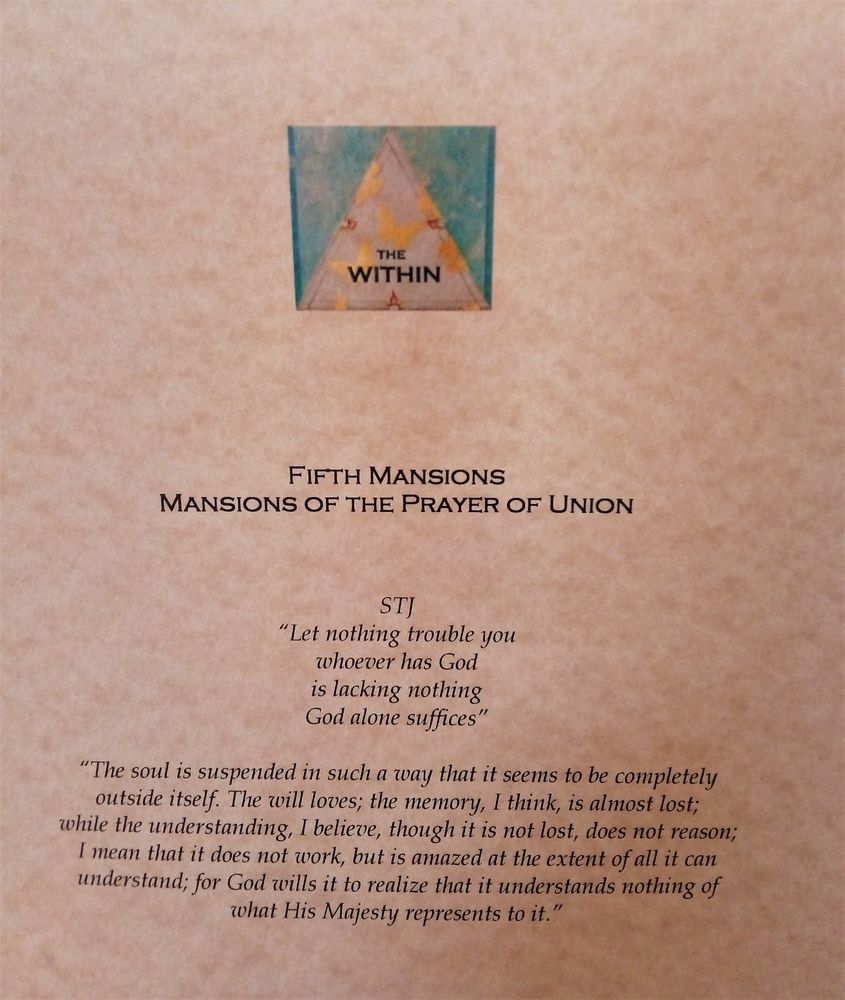 THE
WITHIN
FIFTH MANSIONS
MANSIONS OF THE PRAYER OF UNION
STJ
“Let nothing trouble you
whoever has God
is lacking nothing
God alone suffices”
“The soul is suspended in such a way that it seems to be completely
outside itself. The will loves; the memory, I think, is almost lost;
while the understanding, I believe, though it is not lost, does not reason;
I mean that it does not work, but is amazed at the extent of all it can
understand; for God wills it to realize that it understands nothing of
what His Majesty represents to it.”